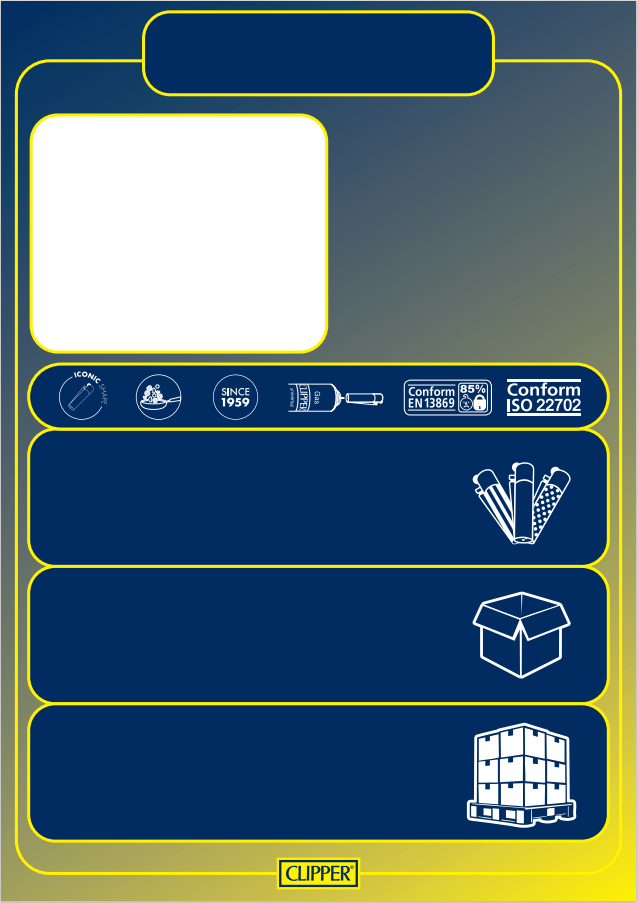 ICONIC SHAPE
SINCE
1959
Gas
CLIPPER
Conform
EN 13869
85%
Conform
ISO 22702
CLIPPER®